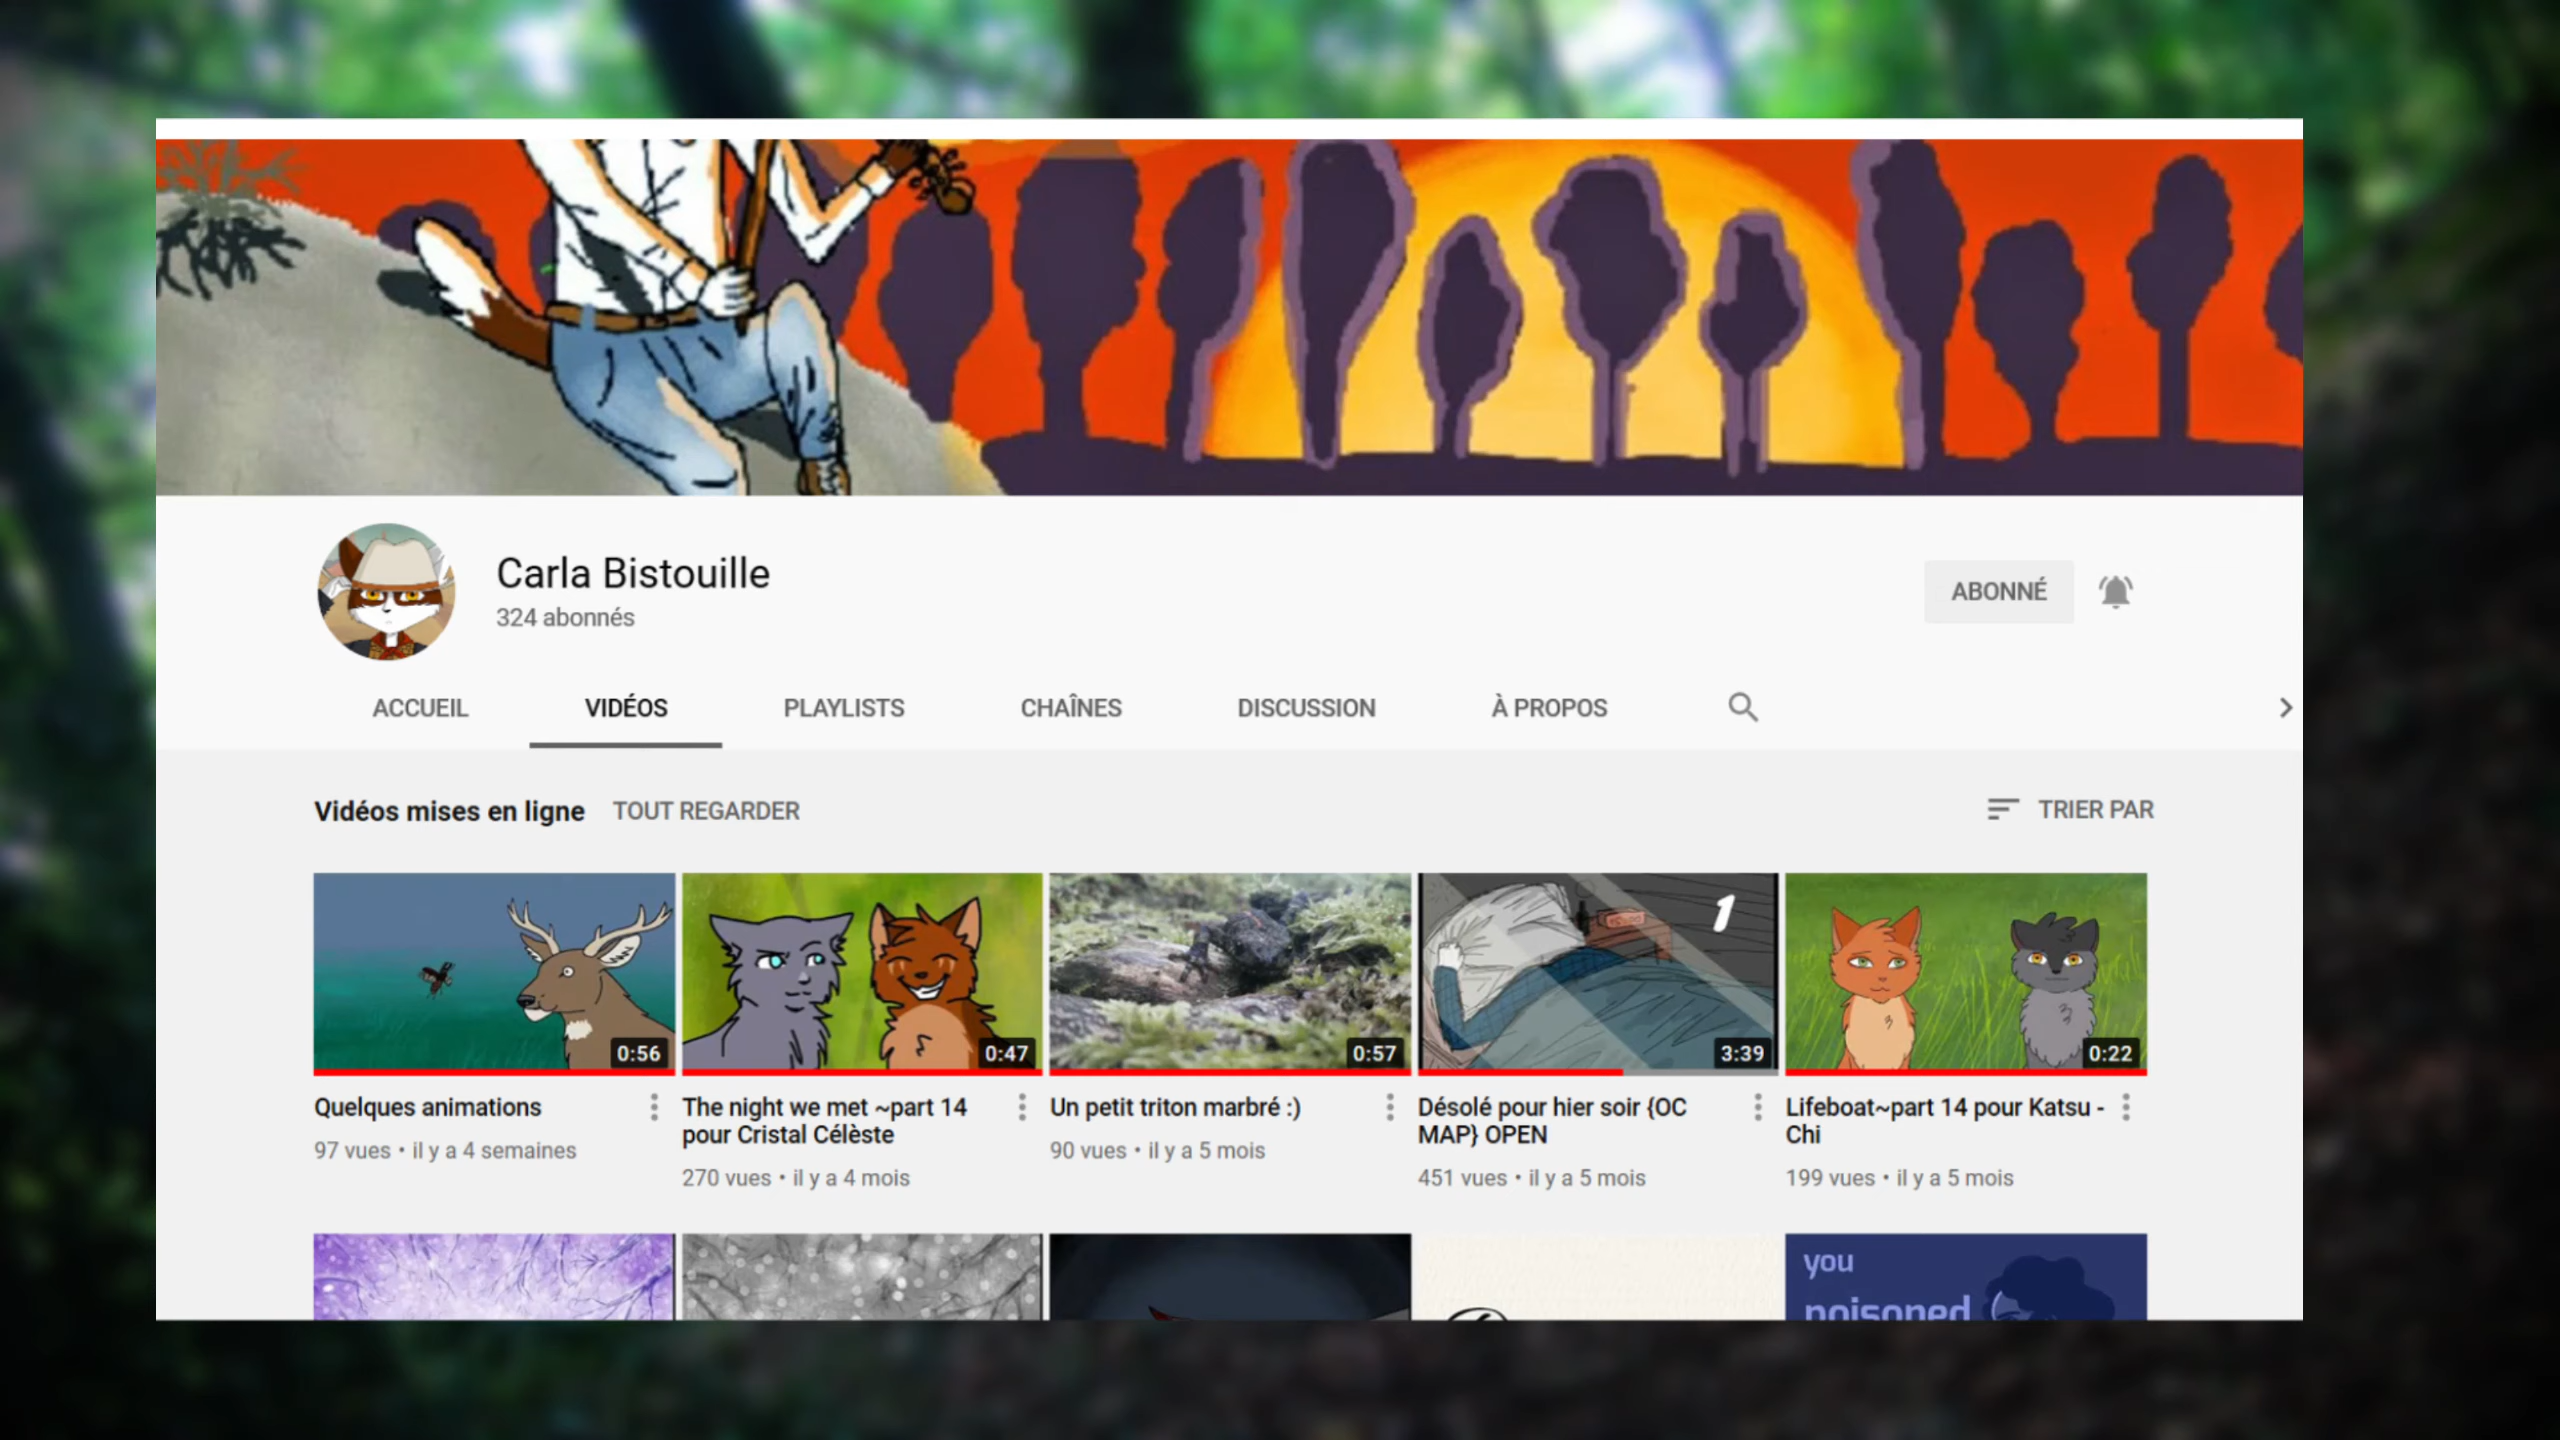 Carla Bistouille
324 abonnés
ABONNÉ
ACCUEIL
VIDÉOS
PLAYLISTS
CHAÎNES
DISCUSSION
À PROPOS
Vidéos mises en ligne
TOUT REGARDER
TRIER PAR
1
0:56
0:47
0:57
3:39
0:22
Quelques animations
97 vues • il y a 4 semaines
The night we met ~part 14
pour Cristal Célèste
270 vues • il y a 4 mois
Un petit triton marbré :)
90 vues • il y a 5 mois
Désolé pour hier soir {OC
MAP} OPEN
451 vues • il y a 5 mois
Lifeboat~part 14 pour Katsu -
Chi
199 vues • il y a 5 mois
you
poisoned